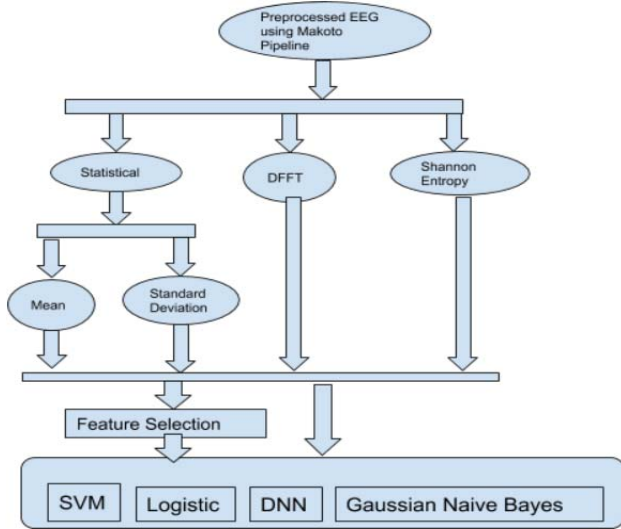 Preprocessed EEG
using Makoto
Pipeline
Statistical
DFFT
Shannon
Entropy
Mean
Standard
Deviation
Feature Selection
SVM
Logistic
DNN
Gaussian Naive Bayes